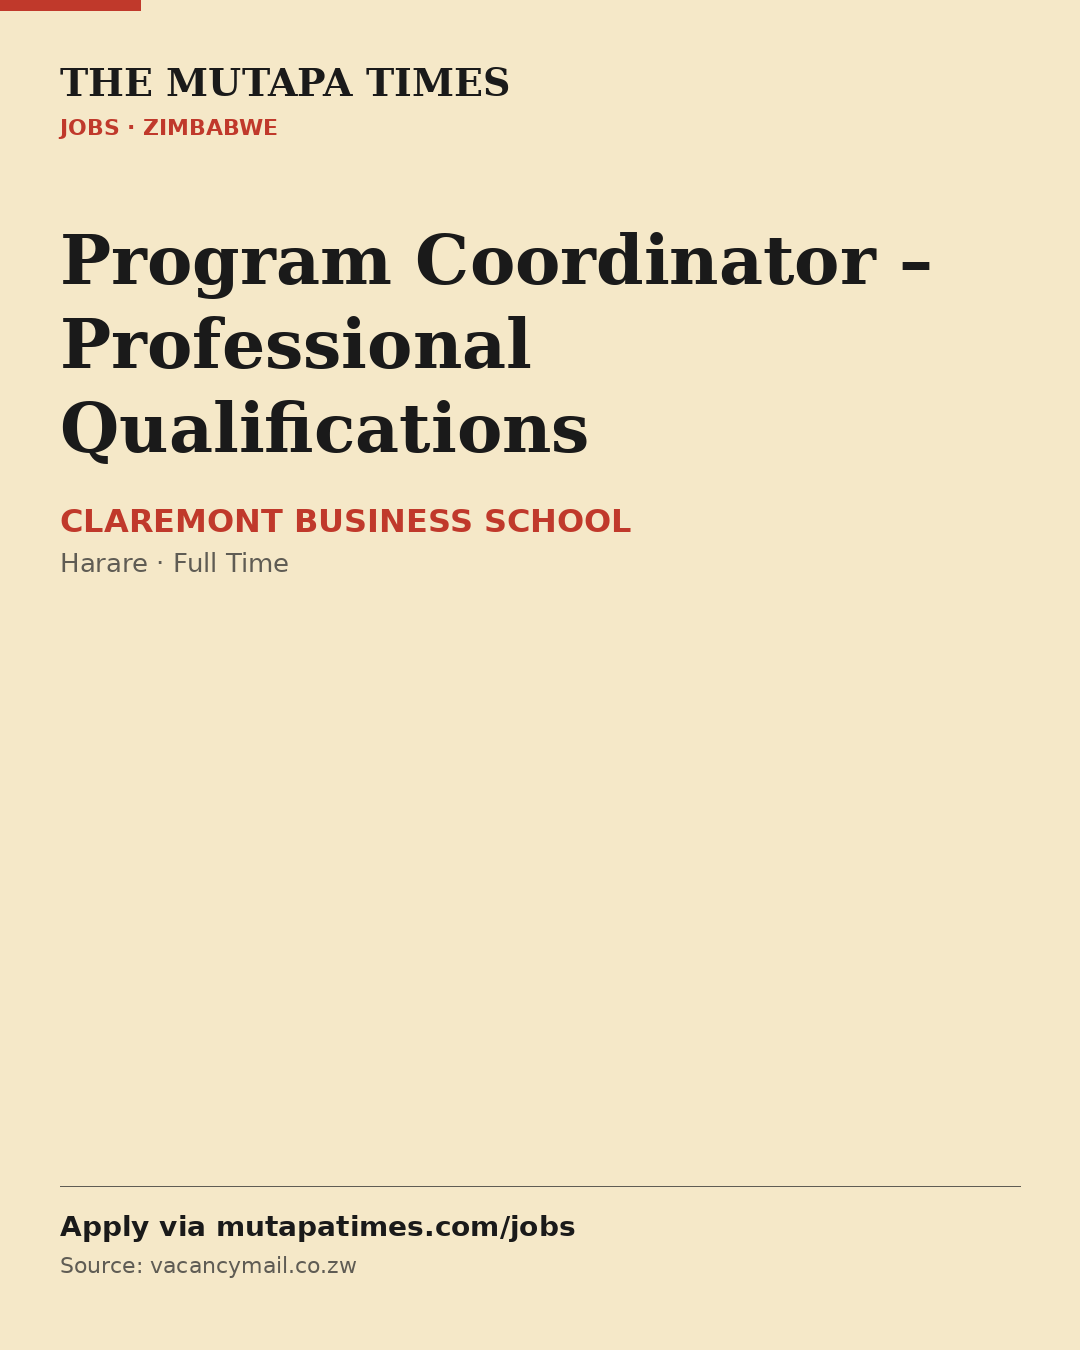 THE MUTAPA TIMES
JOBS · ZIMBABWE
Program Coordinator –
Professional
Qualifications
CLAREMONT BUSINESS SCHOOL
Harare · Full Time
Apply via mutapatimes.com/jobs
Source: vacancymail.co.zw